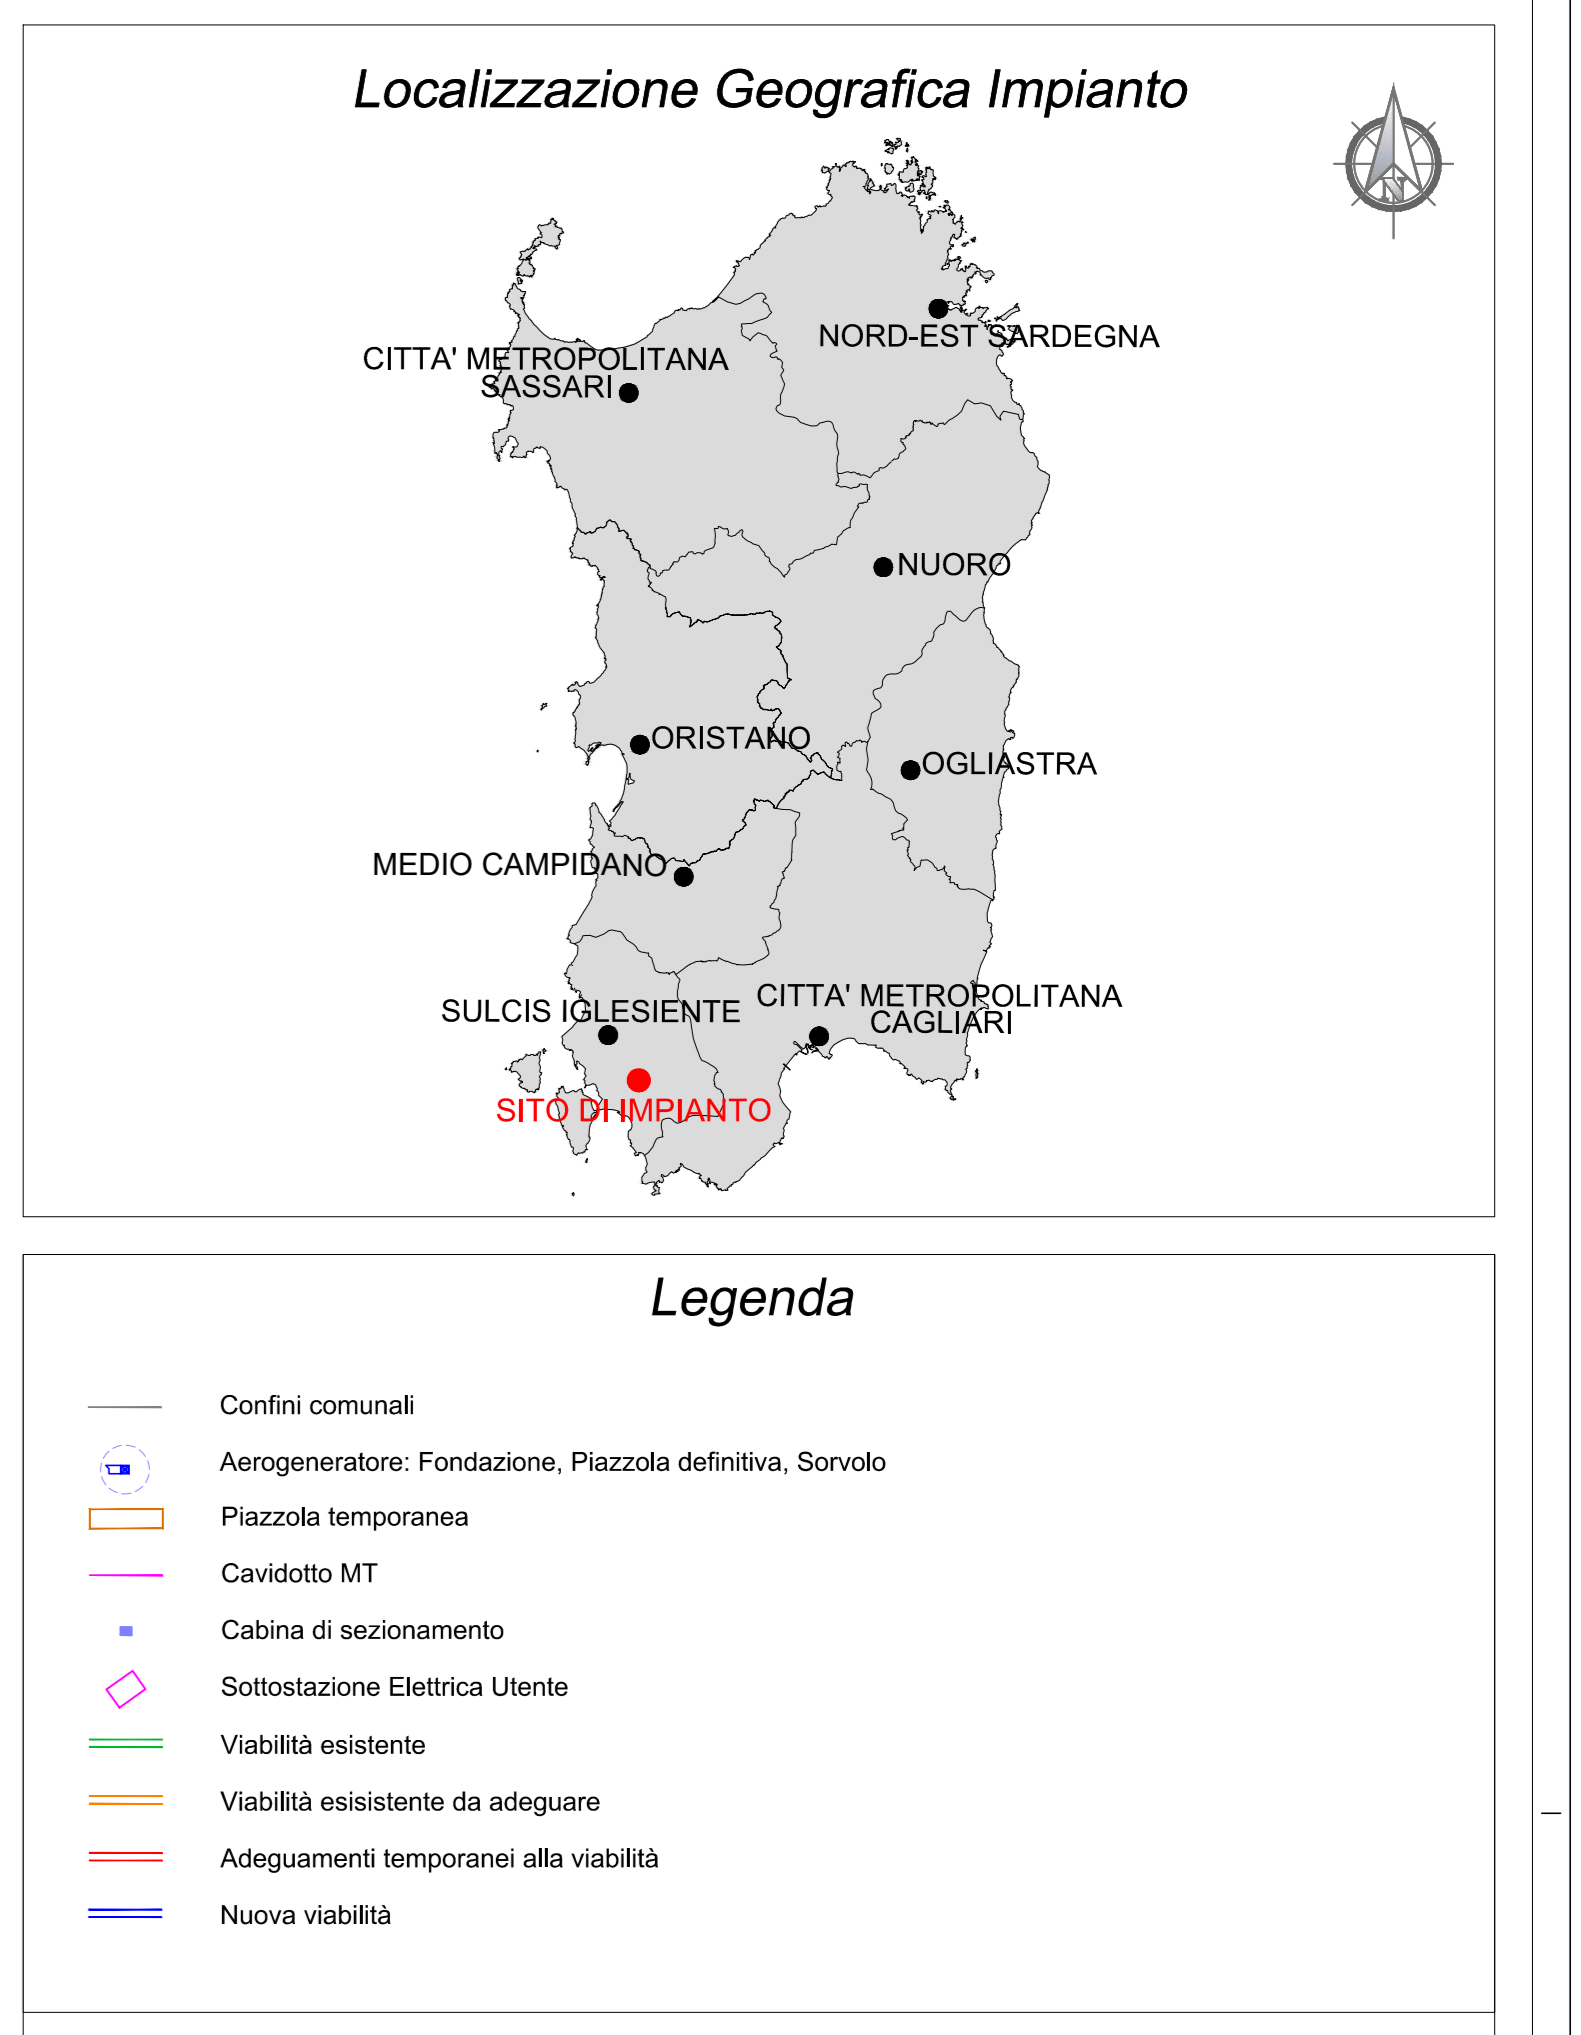 Localizzazione Geografica Impianto
N
NORD-EST SARDEGNA
CITTA' METROPOLITANA
SASSARI
NUORO
ORISTANO
OGLIASTRA
MEDIO CAMPIDANO
SULCIS IGLESIENTE
CITTA' METROPOLITANA
CAGLIARI
SITO DI IMPIANTO
Legenda
Confini comunali
Aerogeneratore: Fondazione, Piazzola definitiva, Sorvolo
Piazzola temporanea
Cavidotto MT
Cabina di sezionamento
Sottostazione Elettrica Utente
Viabilità esistente
Viabilità esisistente da adeguare
Adeguamenti temporanei alla viabilità
Nuova viabilità